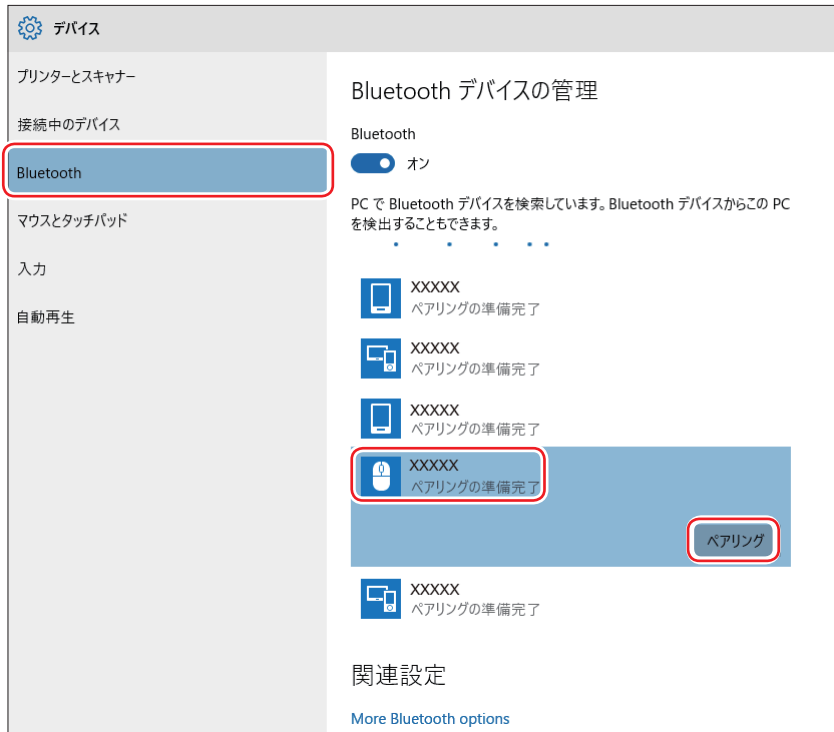 デバイス
プリンターとスキャナー
接続中のデバイス
Bluetooth
マウスとタッチパッド
入力
自動再生
Bluetooth デバイスの管理
Bluetooth
オン
PC で Bluetooth デバイスを検索しています。Bluetooth デバイスからこの PC
を検出することもできます。
XXXXX
ペアリングの準備完了
XXXXX
ペアリングの準備完了
XXXXX
ペアリングの準備完了
XXXXX
ペアリングの準備完了
ペアリング
XXXXX
ペアリングの準備完了
関連設定
More Bluetooth options